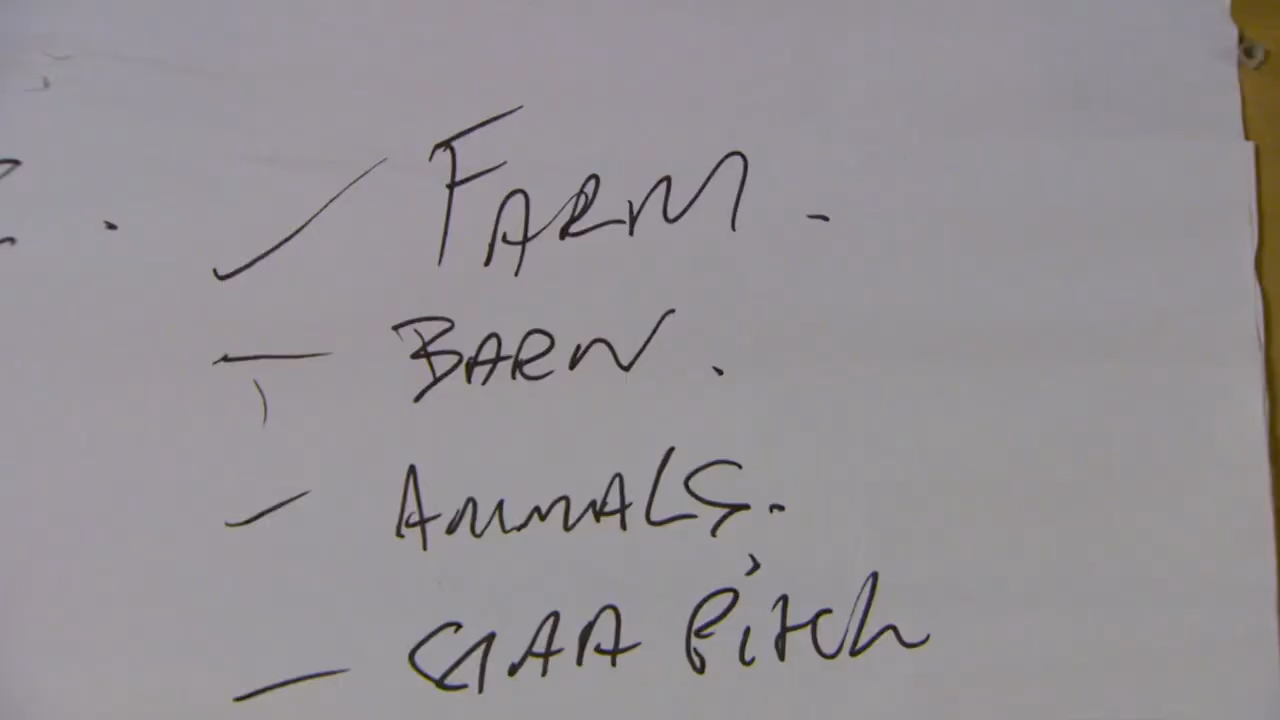 ✓ FARM.
- BARN.
- ANIMALS.
- GAA Pitch